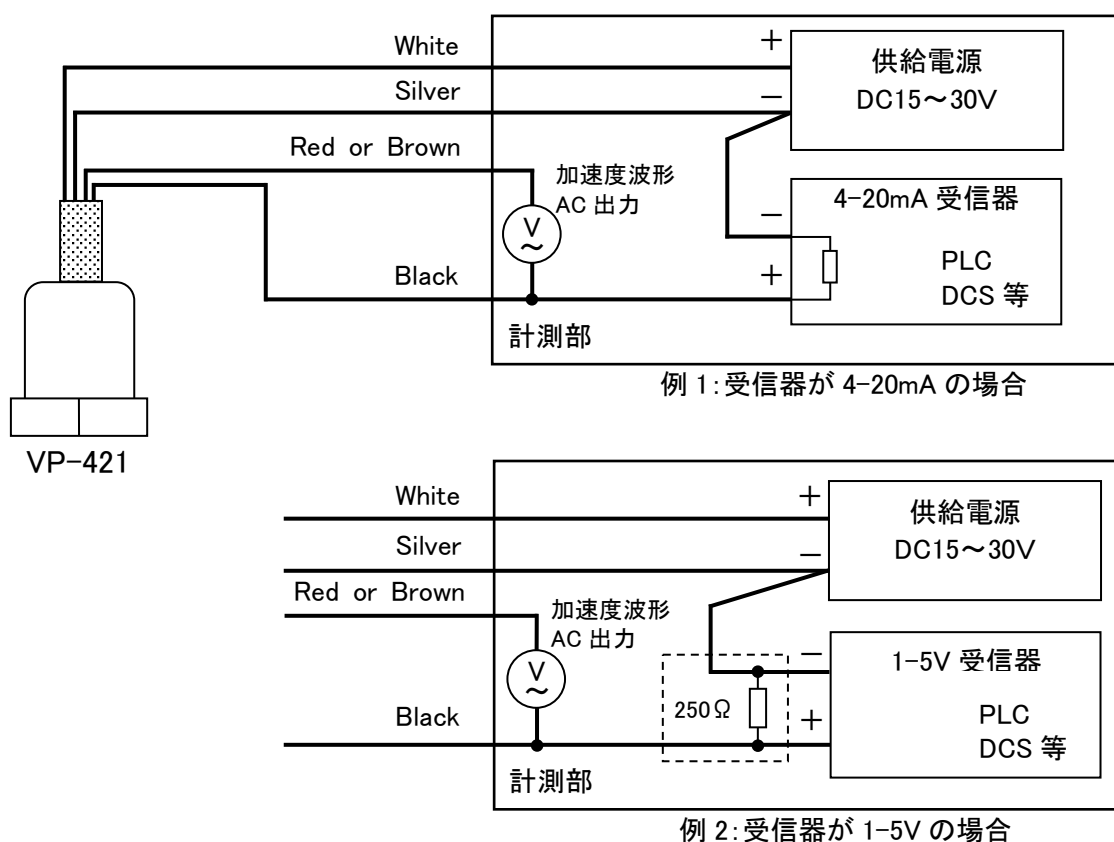 White
+
供給電源
DC15～30V
Silver
−
Red or Brown
加速度波形
AC 出力
V
～
4-20mA 受信器
−
PLC
DCS 等
+
Black
計測部
例 1：受信器が 4-20mA の場合
VP-421
White
+
供給電源
DC15～30V
Silver
−
Red or Brown
加速度波形
AC 出力
V
～
1-5V 受信器
−
250Ω
PLC
DCS 等
+
Black
計測部
例 2：受信器が 1-5V の場合